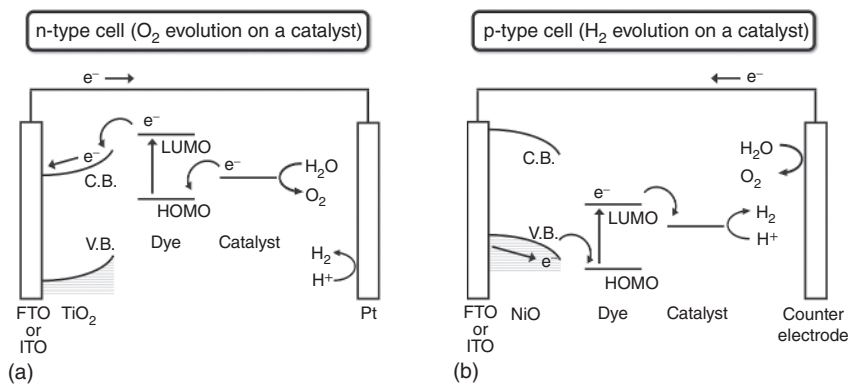 n-type cell (O₂ evolution on a catalyst)
e⁻
e⁻
LUMO
e⁻
C.B.
e⁻
H₂O
O₂
HOMO
V.B.
Dye
Catalyst
H₂
H⁺
FTO
or
ITO
TiO₂
Pt
(a)
p-type cell (H₂ evolution on a catalyst)
e⁻
C.B.
H₂O
O₂
e⁻
LUMO
H₂
H⁺
V.B.
e⁻
HOMO
FTO
or
ITO
NiO
Dye
Catalyst
Counter
electrode
(b)